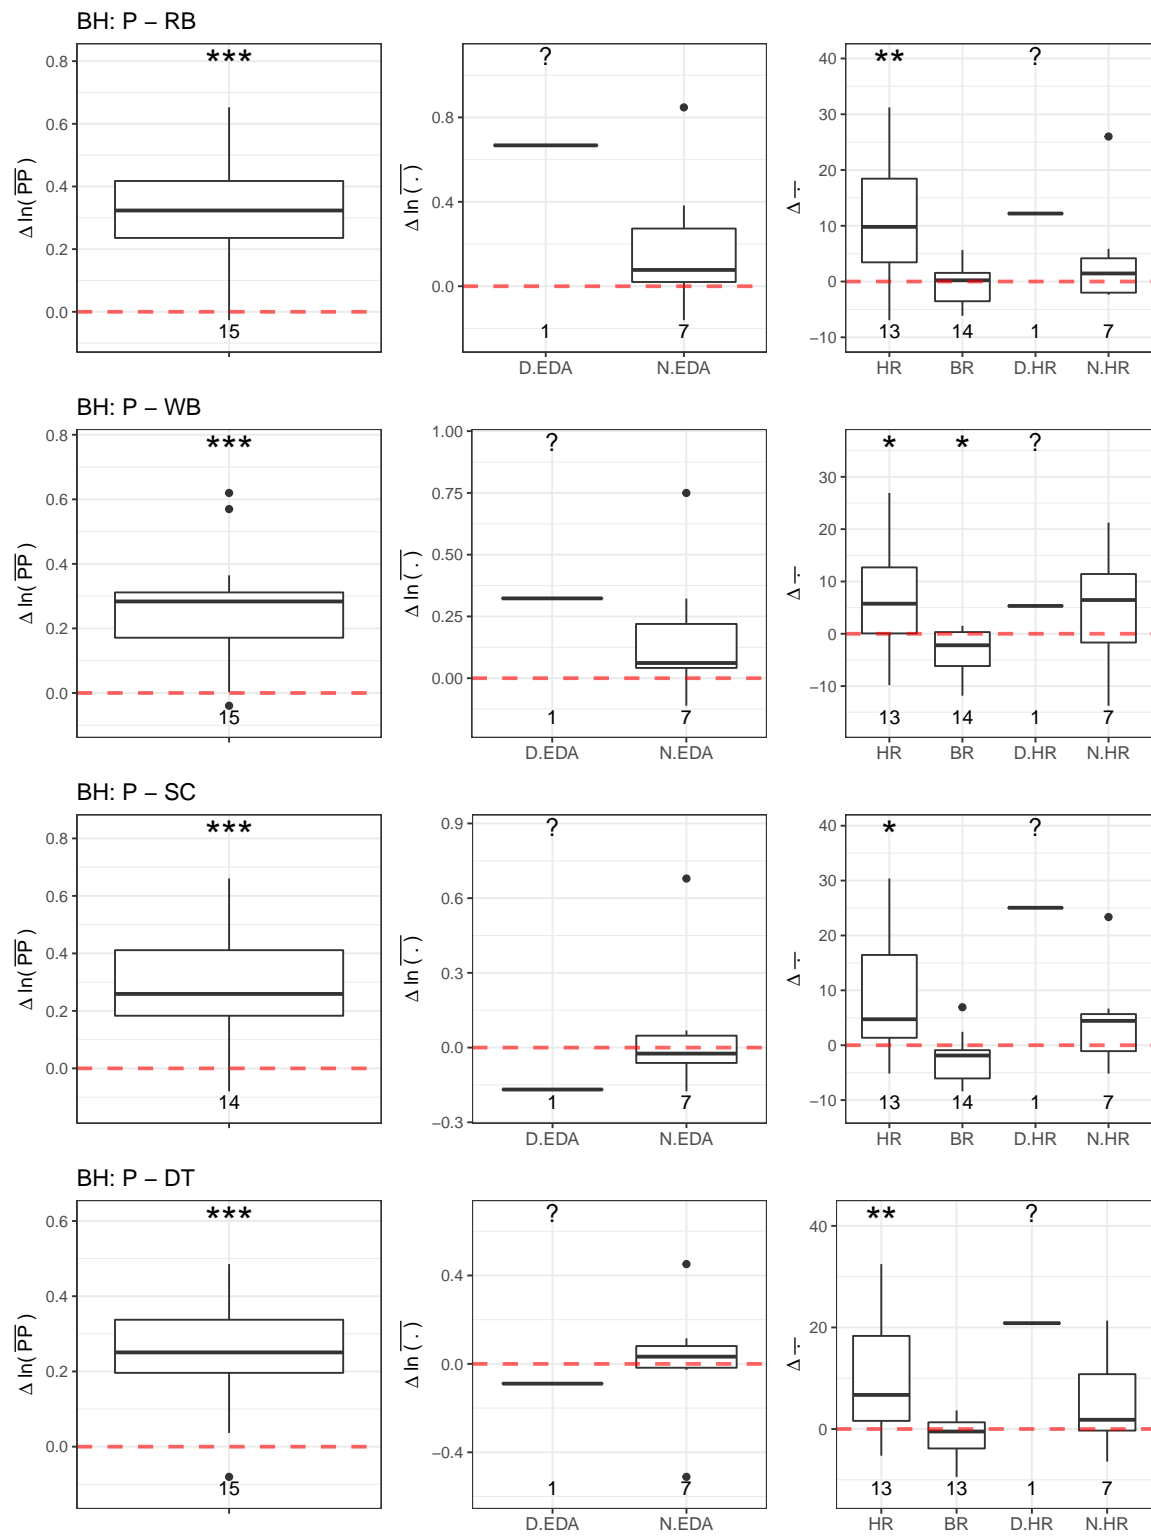 BH: P − RB
*** ? ** ?
0.8 0.8 40
0.6 30
0.4 0.4 20
0.2 10
0.0 0.0 0
−10
Δ ln( PP ) Δ ln ( . ) Δ .
15 1 7 13 14 1 7
D.EDA N.EDA HR BR D.HR N.HR
BH: P − WB
*** ? * * ?
0.8 1.00 30
0.6 0.75 20
0.4 0.50 10
0.2 0.25 0
0.0 0.00 −10
Δ ln( PP ) Δ ln ( . ) Δ .
15 1 7 13 14 1 7
D.EDA N.EDA HR BR D.HR N.HR
BH: P − SC
*** ? * ?
0.8 0.9 40
0.6 0.6 30
0.4 0.3 20
0.2 0.0 10
0.0 −0.3 0
−10
Δ ln( PP ) Δ ln ( . ) Δ .
14 1 7 13 14 1 7
D.EDA N.EDA HR BR D.HR N.HR
BH: P − DT
*** ? ** ?
0.6 0.4 40
0.4 0.0 20
0.2 −0.4 0
0.0
Δ ln( PP ) Δ ln ( . ) Δ .
15 1 7 13 13 1 7
D.EDA N.EDA HR BR D.HR N.HR